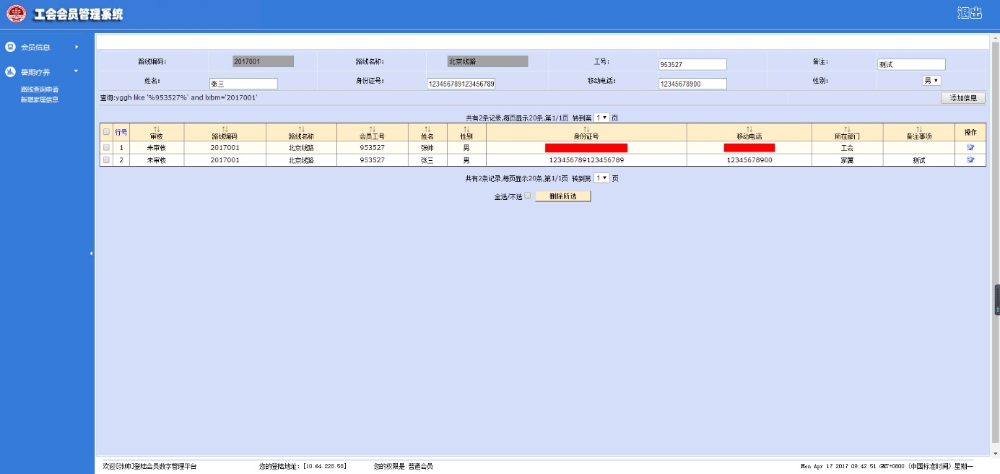 工会会员管理系统
退出
会员信息
暑期疗养
路线查询申请
新增家属信息
路线编码: 2017001 路线名称: 北京线路 工号: 953527 备注: 测试
姓名: 张三 身份证号: 123456789123456789 移动电话: 12345678900 性别: 男
查询:yggh like '%953527%' and lxbm='2017001' 添加信息
共有2条记录,每页显示20条,第1/1页 转到第 1 页
行号 审核 路线编码 路线名称 会员工号 姓名 性别 身份证号 移动电话 所在部门 备注事项 操作
1 未审核 2017001 北京线路 953527 张帅 男 工会
2 未审核 2017001 北京线路 953527 张三 男 123456789123456789 12345678900 家属 测试
共有2条记录,每页显示20条,第1/1页 转到第 1 页
全选/不选 删除所选
欢迎[张帅]登陆会员数字管理平台 您的登陆地址: [10.64.228.58] 您的权限是:普通会员 Mon Apr 17 2017 09:42:51 GMT+0800 (中国标准时间) 星期一